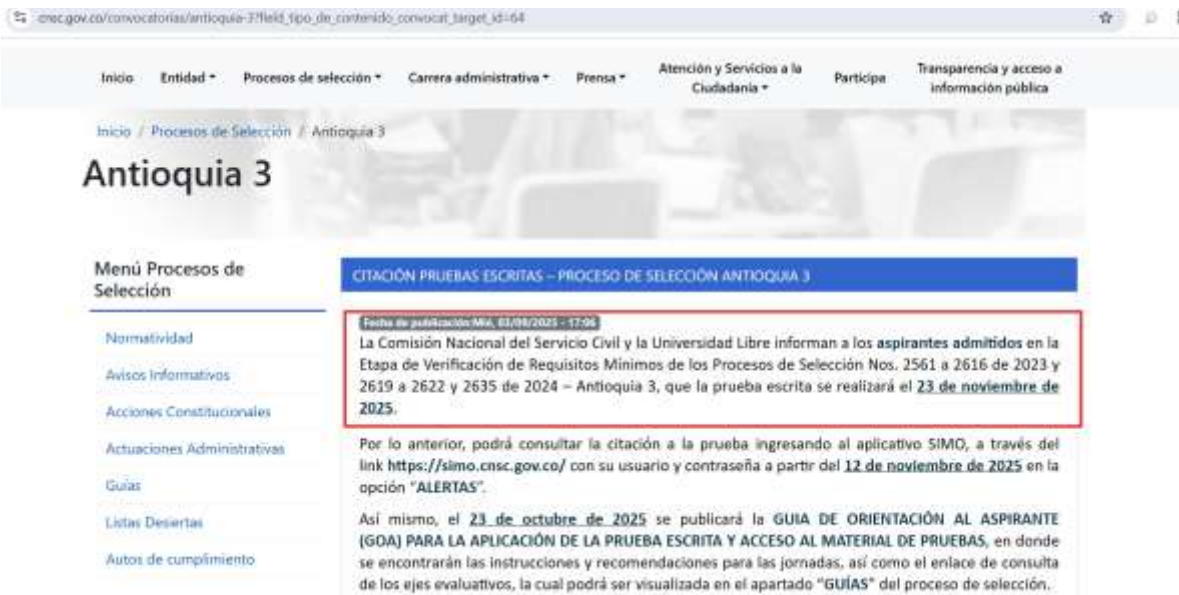 cnsc.gov.co/convocatorias/antioquia-3?field_tipo_de_contenido_convocat_target_id=64
Inicio Entidad Procesos de selección Carrera administrativa Prensa Atención y Servicios a la Ciudadanía Participa Transparencia y acceso a información pública
Inicio / Procesos de Selección / Antioquia 3
Antioquia 3
Menú Procesos de
Selección
Normatividad
Avisos Informativos
Acciones Constitucionales
Actuaciones Administrativas
Guías
Listas Desiertas
Autos de cumplimiento
CITACIÓN PRUEBAS ESCRITAS – PROCESO DE SELECCIÓN ANTIOQUIA 3
Fecha de publicación:Mié, 03/09/2025 - 17:06
La Comisión Nacional del Servicio Civil y la Universidad Libre informan a los aspirantes admitidos en la
Etapa de Verificación de Requisitos Mínimos de los Procesos de Selección Nos. 2561 a 2616 de 2023 y
2619 a 2622 y 2635 de 2024 – Antioquia 3, que la prueba escrita se realizará el 23 de noviembre de
2025.
Por lo anterior, podrá consultar la citación a la prueba ingresando al aplicativo SIMO, a través del
link https://simo.cnsc.gov.co/ con su usuario y contraseña a partir del 12 de noviembre de 2025 en la
opción "ALERTAS".
Así mismo, el 23 de octubre de 2025 se publicará la GUIA DE ORIENTACIÓN AL ASPIRANTE
(GOA) PARA LA APLICACIÓN DE LA PRUEBA ESCRITA Y ACCESO AL MATERIAL DE PRUEBAS, en donde
se encontrarán las instrucciones y recomendaciones para las jornadas, así como el enlace de consulta
de los ejes evaluativos, la cual podrá ser visualizada en el apartado "GUÍAS" del proceso de selección.